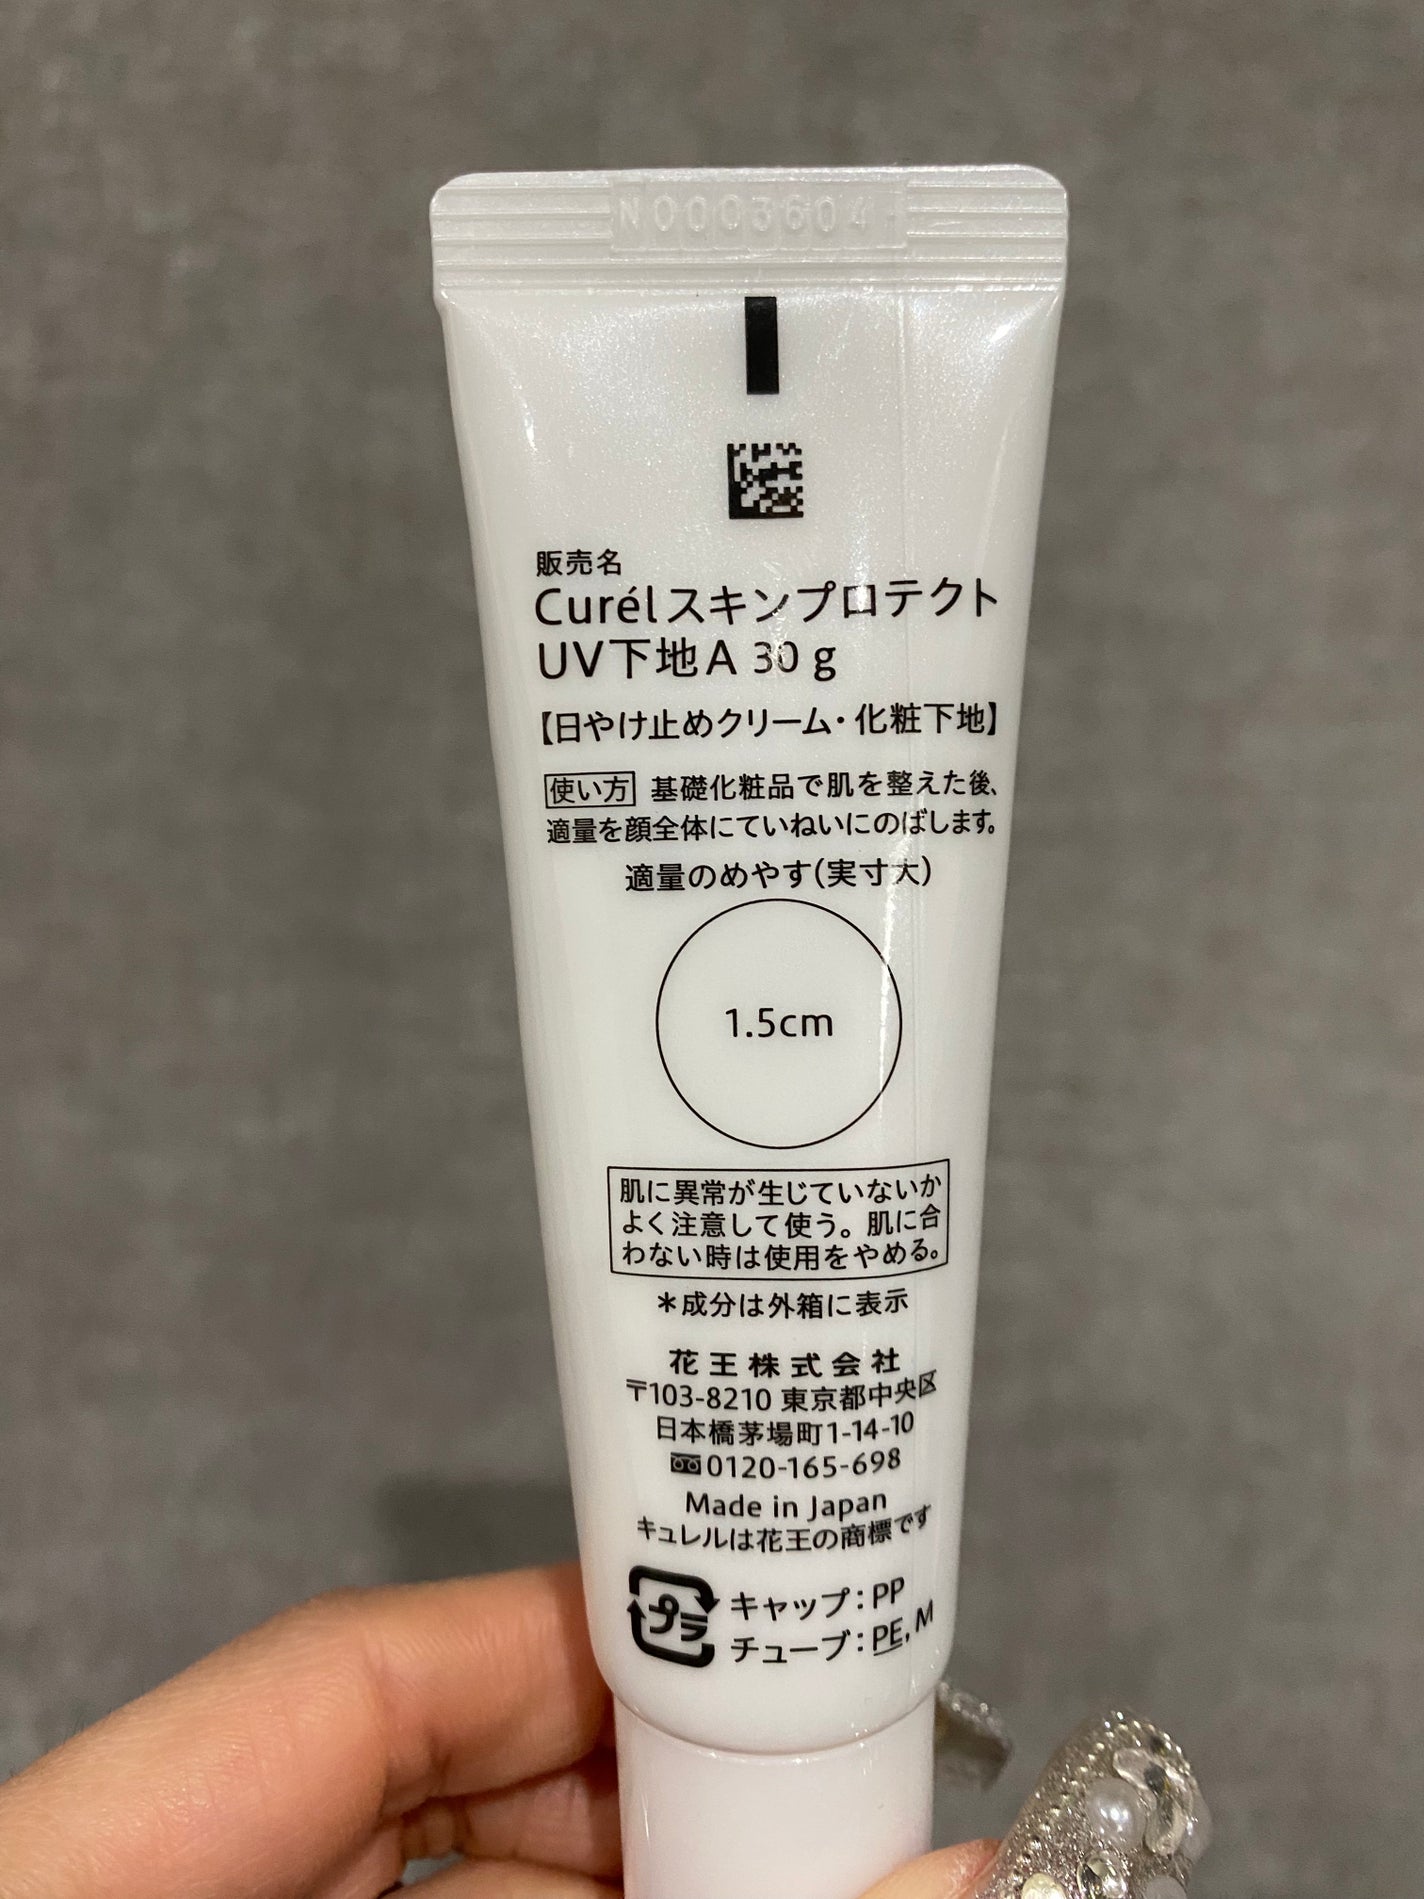 N0003604
販売名
Curélスキンプロテクト
UV下地A 30 g
【日やけ止めクリーム・化粧下地】
使い方 基礎化粧品で肌を整えた後、
適量を顔全体にていねいにのばします。
適量のめやす(実寸大)
1.5cm
肌に異常が生じていないか
よく注意して使う。肌に合
わない時は使用をやめる。
＊成分は外箱に表示
花王株式会社
〒103-8210 東京都中央区
日本橋茅場町1-14-10
0120-165-698
Made in Japan
キュレルは花王の商標です
プラ
キャップ：PP
チューブ：PE, M